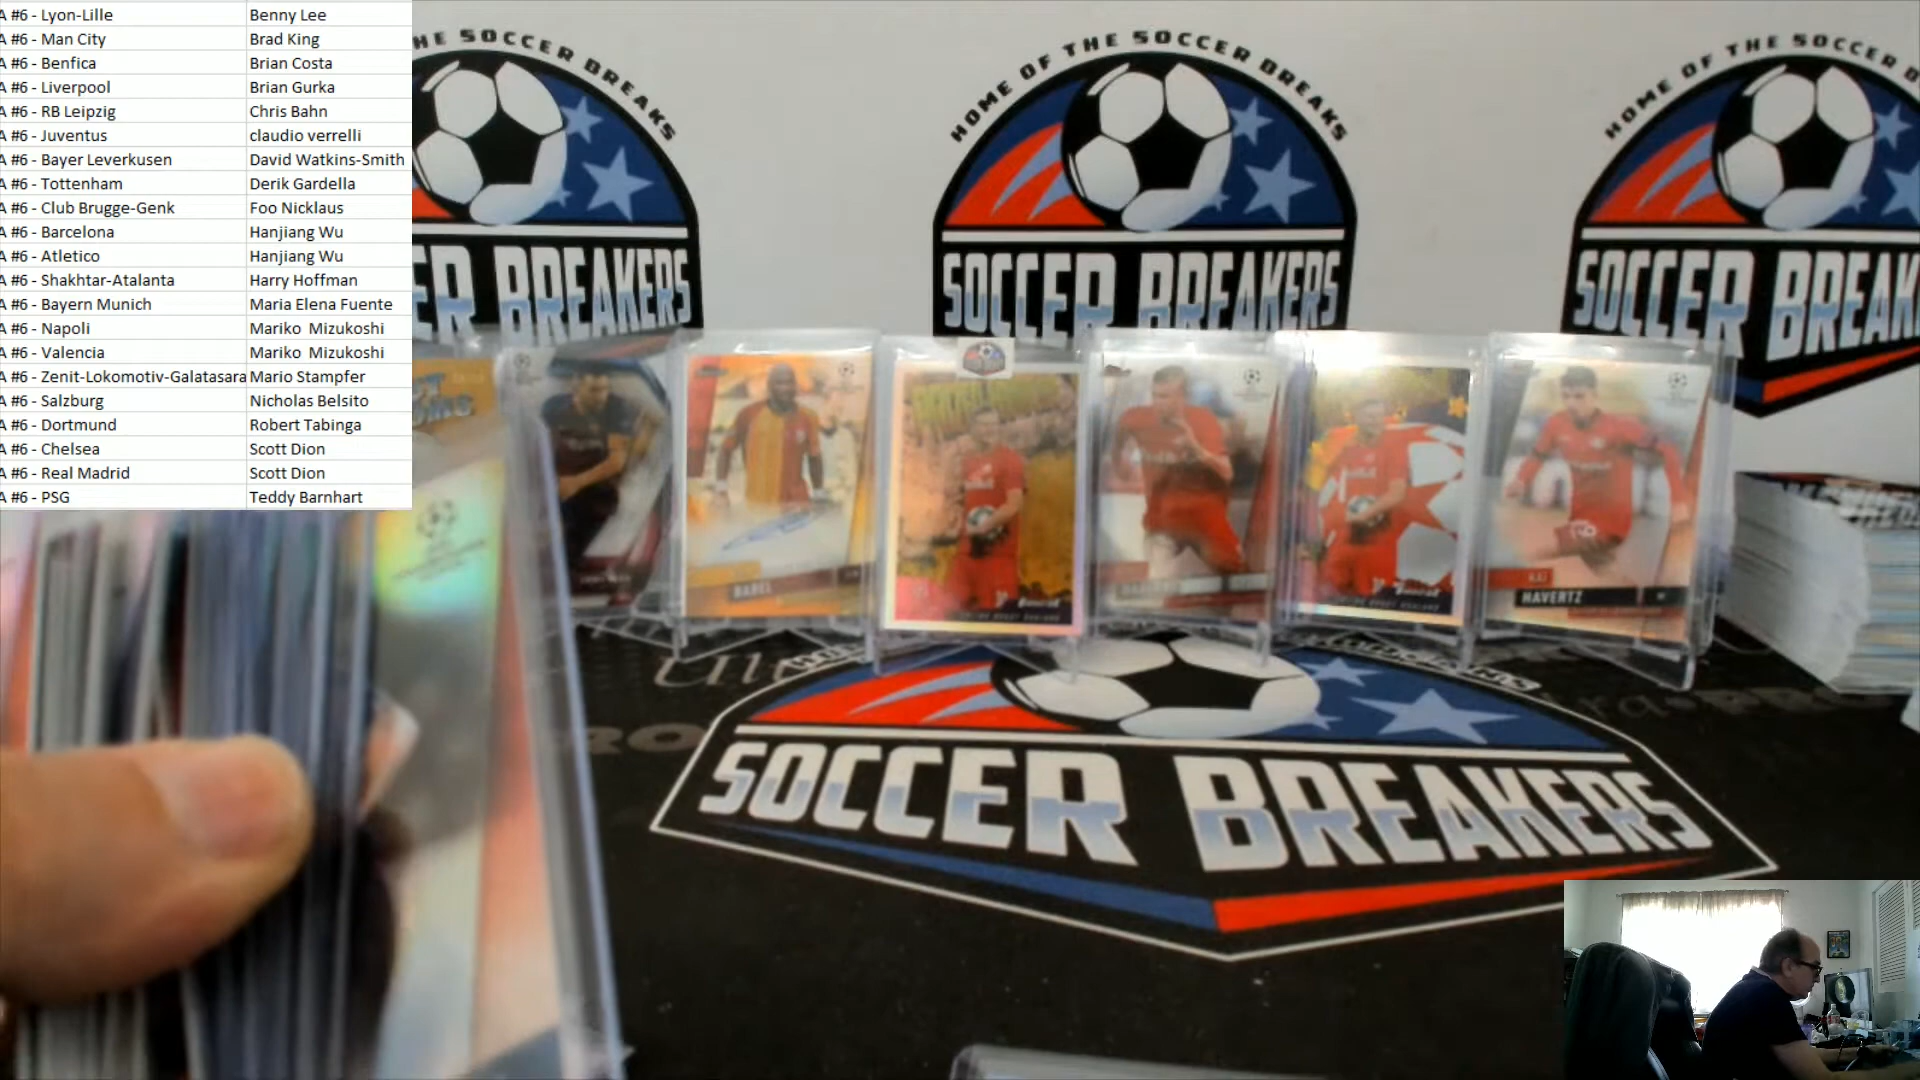 A #6 - Lyon-Lille Benny Lee
A #6 - Man City Brad King
A #6 - Benfica Brian Costa
A #6 - Liverpool Brian Gurka
A #6 - RB Leipzig Chris Bahn
A #6 - Juventus claudio verrelli
A #6 - Bayer Leverkusen David Watkins-Smith
A #6 - Tottenham Derik Gardella
A #6 - Club Brugge-Genk Foo Nicklaus
A #6 - Barcelona Hanjiang Wu
A #6 - Atletico Hanjiang Wu
A #6 - Shakhtar-Atalanta Harry Hoffman
A #6 - Bayern Munich Maria Elena Fuente
A #6 - Napoli Mariko Mizukoshi
A #6 - Valencia Mariko Mizukoshi
A #6 - Zenit-Lokomotiv-Galatasara Mario Stampfer
A #6 - Salzburg Nicholas Belsito
A #6 - Dortmund Robert Tabinga
A #6 - Chelsea Scott Dion
A #6 - Real Madrid Scott Dion
A #6 - PSG Teddy Barnhart
HE SOCCER BREAKS
ER BREAKERS
HOME OF THE SOCCER BREAKS
SOCCER BREAKERS
HOME OF THE SOCCER B
SOCCER BREAK
BABEL
KAI
HAVERTZ
SOCCER BREAKERS